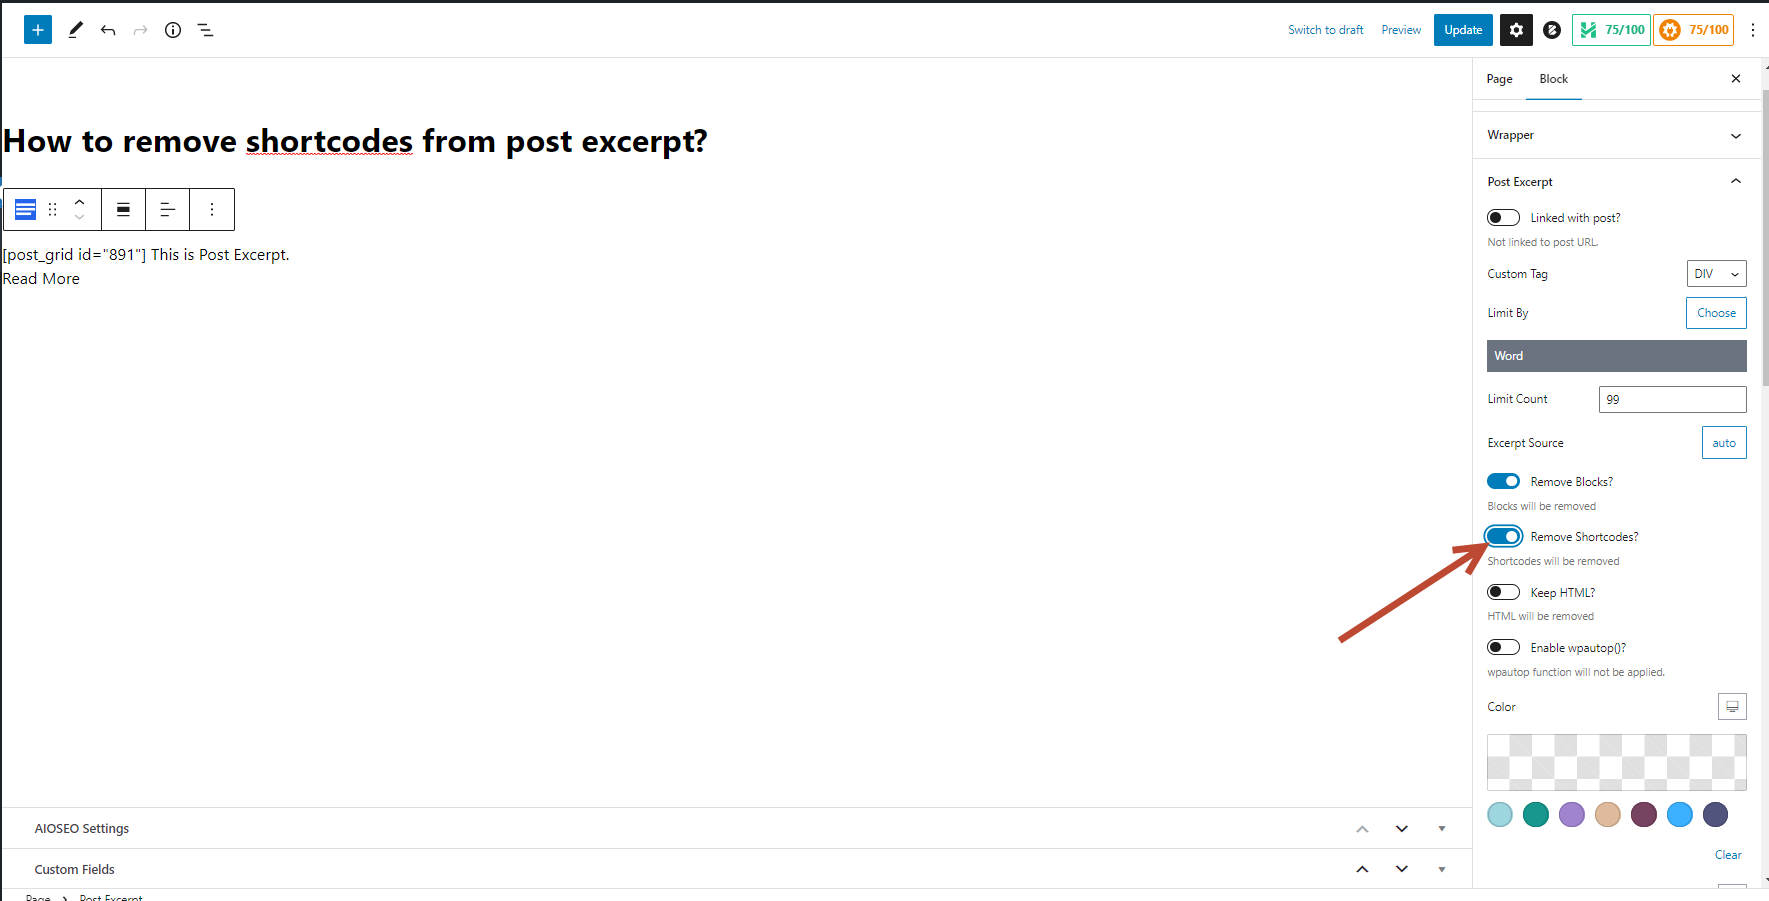 Switch to draft Preview Update 75/100 75/100
Page Block
Wrapper
How to remove shortcodes from post excerpt?
Post Excerpt
Linked with post?
Not linked to post URL.
[post_grid id="891"] This is Post Excerpt.
Read More
Custom Tag DIV
Limit By Choose
Word
Limit Count 99
Excerpt Source auto
Remove Blocks?
Blocks will be removed
Remove Shortcodes?
Shortcodes will be removed
Keep HTML?
HTML will be removed
Enable wpautop()?
wpautop function will not be applied.
Color
Clear
AIOSEO Settings
Custom Fields
Page Post Excerpt